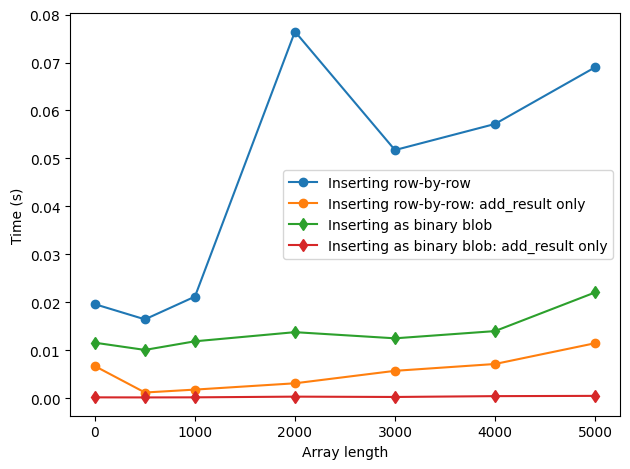 0.08
0.07
0.06
0.05
0.04
0.03
0.02
0.01
0.00
Time (s)
Inserting row-by-row
Inserting row-by-row: add_result only
Inserting as binary blob
Inserting as binary blob: add_result only
0 1000 2000 3000 4000 5000
Array length